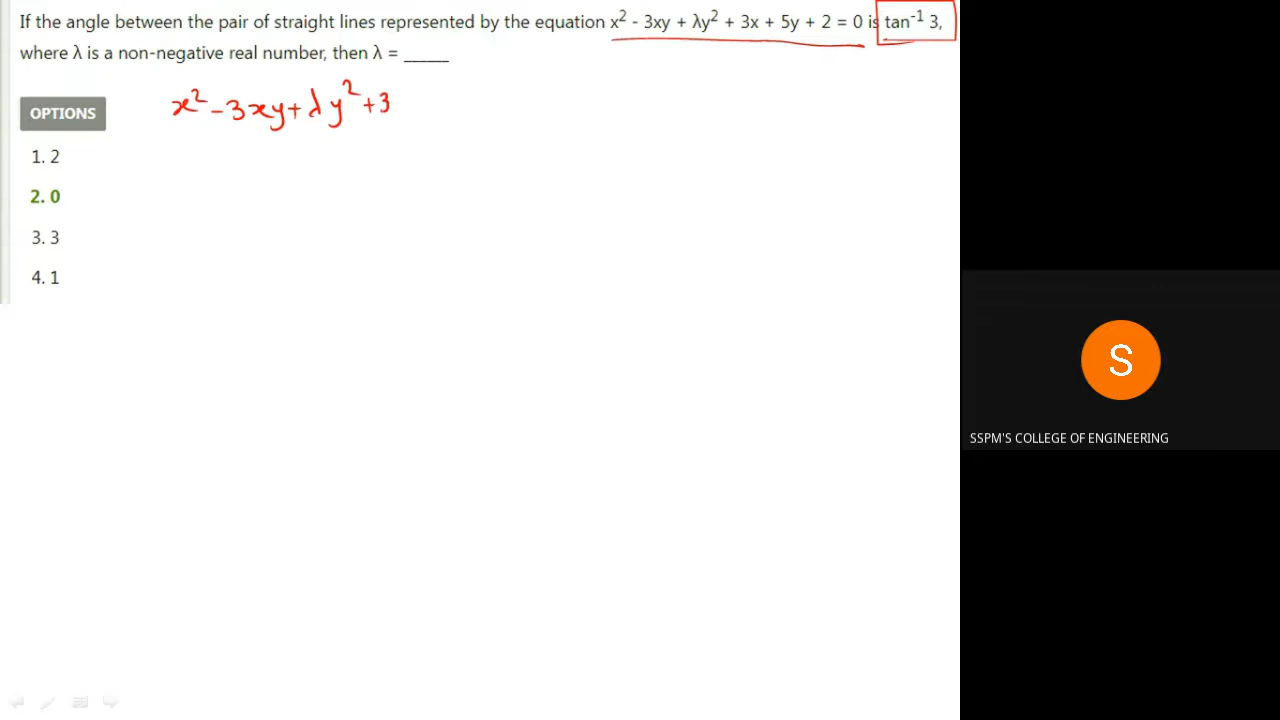 If the angle between the pair of straight lines represented by the equation x² - 3xy + λy² + 3x + 5y + 2 = 0 is tan⁻¹ 3,
where λ is a non-negative real number, then λ = ______
x² - 3xy + λy² + 3
OPTIONS
1. 2
2. 0
3. 3
4. 1
S
SSPM'S COLLEGE OF ENGINEERING